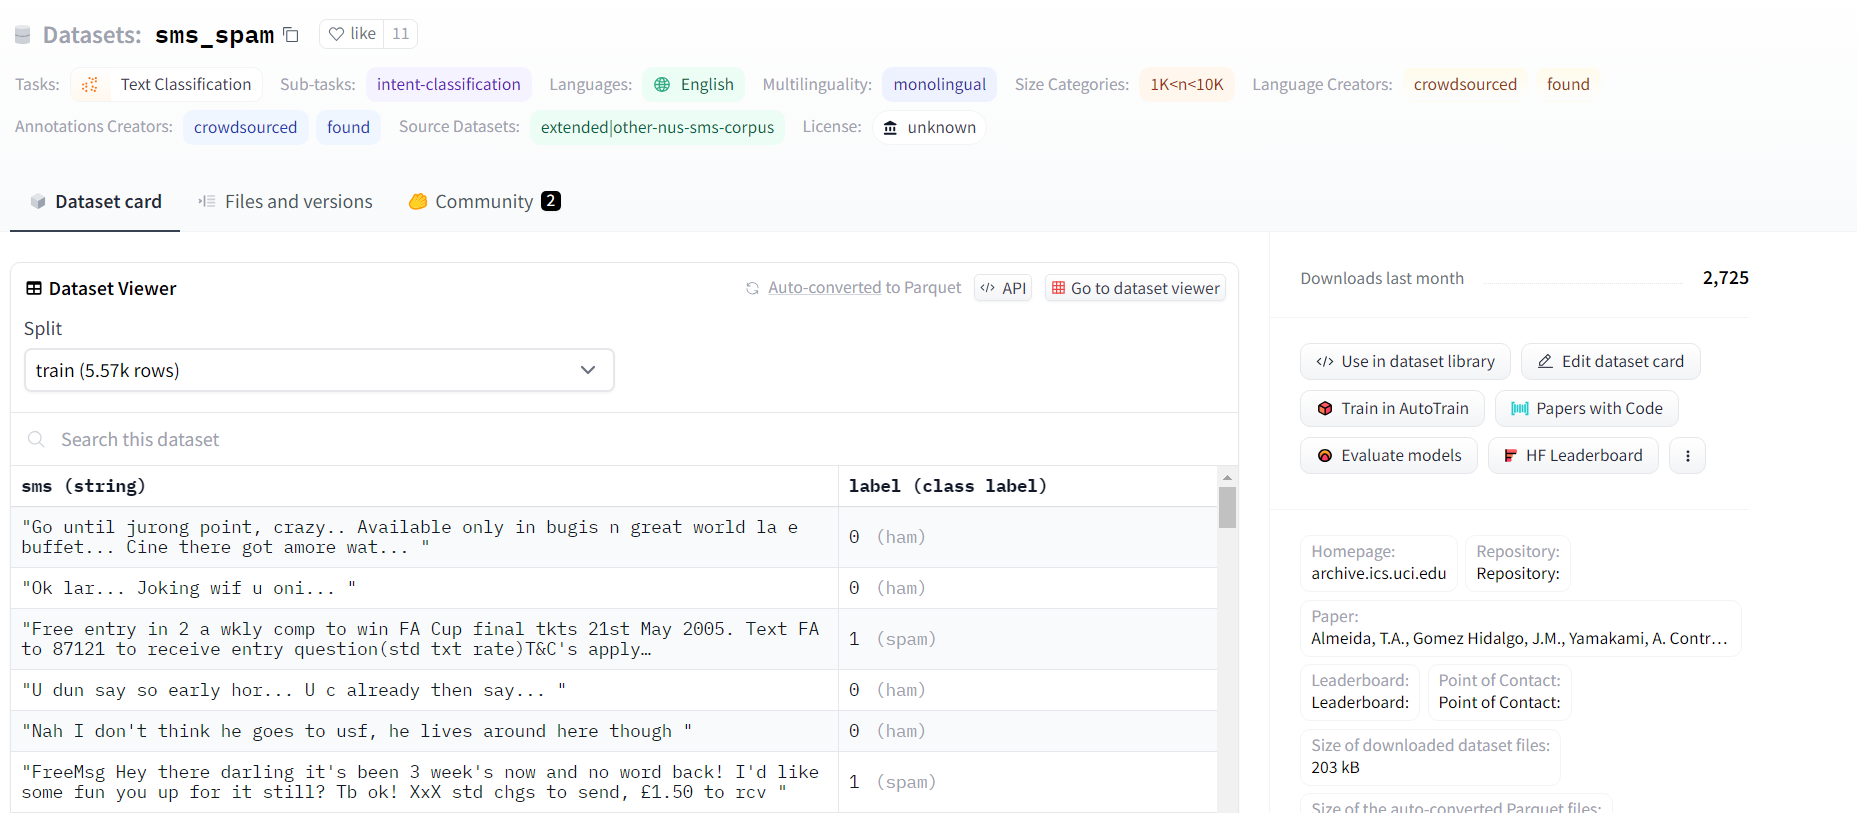 Datasets: sms_spam like 11
Tasks: Text Classification Sub-tasks: intent-classification Languages: English Multilinguality: monolingual Size Categories: 1K<n<10K Language Creators: crowdsourced found
Annotations Creators: crowdsourced found Source Datasets: extended|other-nus-sms-corpus License: unknown
Dataset card Files and versions Community 2
Dataset Viewer Auto-converted to Parquet API Go to dataset viewer
Split
train (5.57k rows)
Search this dataset
sms (string) label (class label)
"Go until jurong point, crazy.. Available only in bugis n great world la e
buffet... Cine there got amore wat... " 0 (ham)
"Ok lar... Joking wif u oni... " 0 (ham)
"Free entry in 2 a wkly comp to win FA Cup final tkts 21st May 2005. Text FA
to 87121 to receive entry question(std txt rate)T&C's apply… 1 (spam)
"U dun say so early hor... U c already then say... " 0 (ham)
"Nah I don't think he goes to usf, he lives around here though " 0 (ham)
"FreeMsg Hey there darling it's been 3 week's now and no word back! I'd like
some fun you up for it still? Tb ok! XxX std chgs to send, £1.50 to rcv " 1 (spam)
Downloads last month 2,725
Use in dataset library Edit dataset card
Train in AutoTrain Papers with Code
Evaluate models HF Leaderboard
Homepage: Repository:
archive.ics.uci.edu Repository:
Paper:
Almeida, T.A., Gomez Hidalgo, J.M., Yamakami, A. Contr…
Leaderboard: Point of Contact:
Leaderboard: Point of Contact:
Size of downloaded dataset files:
203 kB
Size of the auto-converted Parquet files: